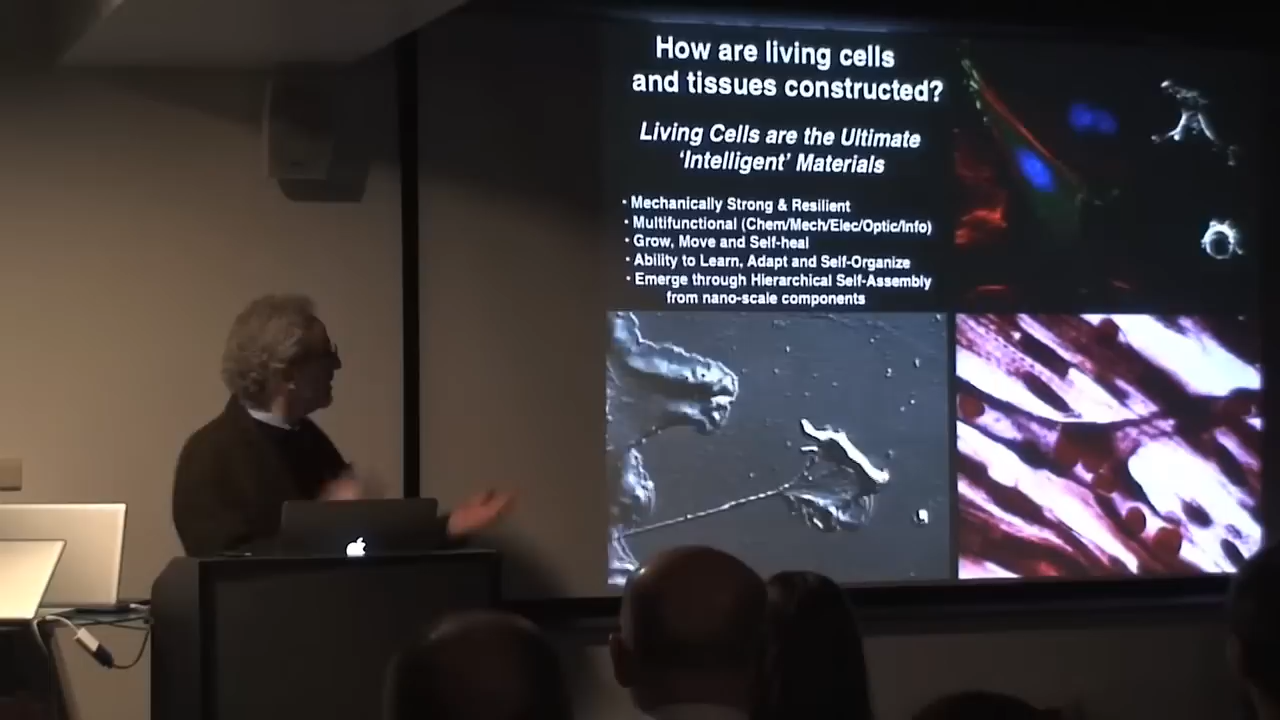 How are living cells
and tissues constructed?
Living Cells are the Ultimate
'Intelligent' Materials
• Mechanically Strong & Resilient
• Multifunctional (Chem/Mech/Elec/Optic/Info)
• Grow, Move and Self-heal
• Ability to Learn, Adapt and Self-Organize
• Emerge through Hierarchical Self-Assembly
from nano-scale components